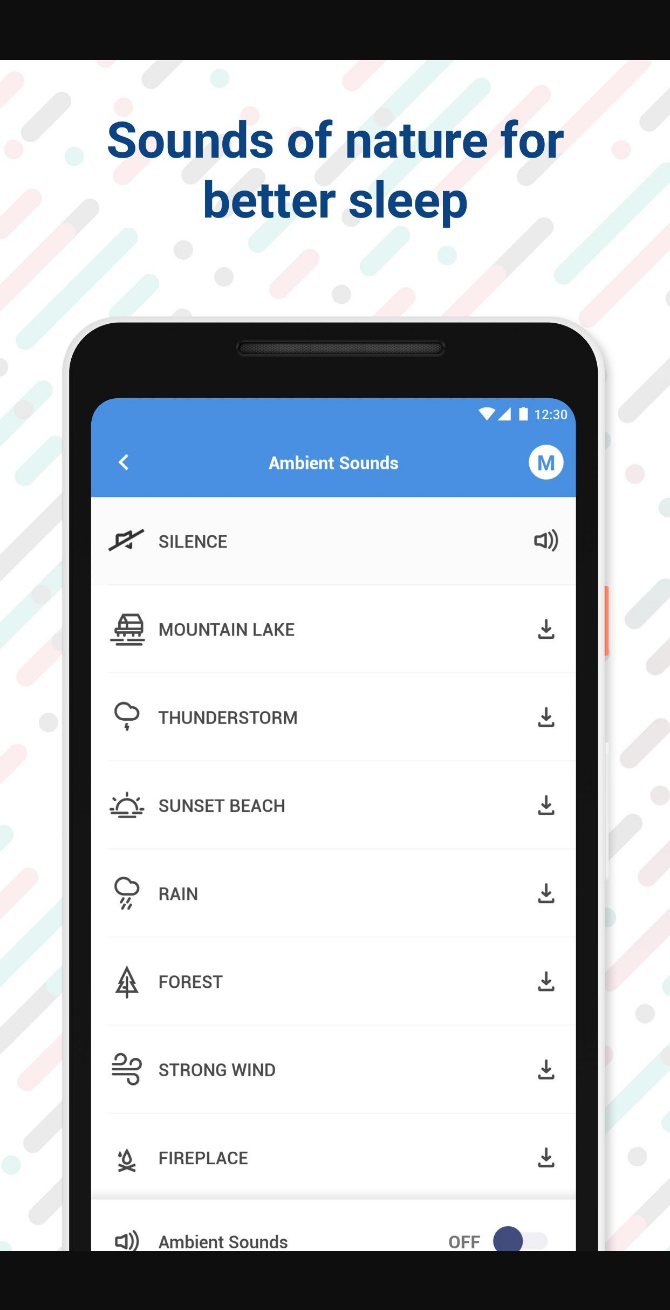 Sounds of nature for
better sleep
12:30
Ambient Sounds
M
SILENCE
MOUNTAIN LAKE
THUNDERSTORM
SUNSET BEACH
RAIN
FOREST
STRONG WIND
FIREPLACE
Ambient Sounds OFF